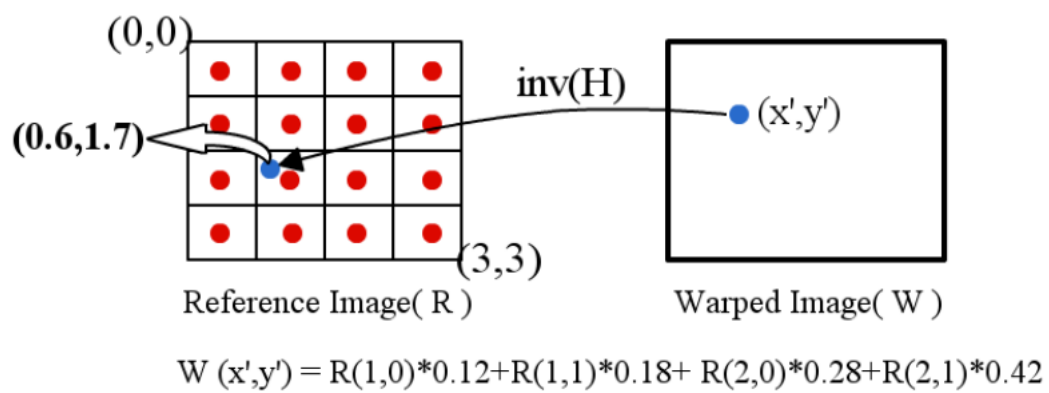 (0,0)
inv(H)
(x',y')
(0.6,1.7)
(3,3)
Reference Image( R )
Warped Image( W )
W (x',y') = R(1,0)*0.12+R(1,1)*0.18+ R(2,0)*0.28+R(2,1)*0.42